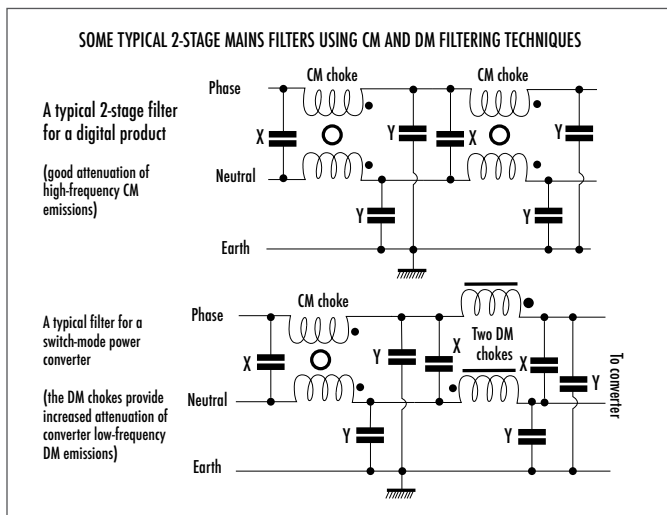 SOME TYPICAL 2-STAGE MAINS FILTERS USING CM AND DM FILTERING TECHNIQUES
CM choke
CM choke
Phase
A typical 2-stage filter
for a digital product
X
Y
X
Y
(good attenuation of
high-frequency CM
emissions)
Neutral
Y
Y
Earth
CM choke
Phase
A typical filter for a
switch-mode power
converter
Two DM
chokes
X
Y
X
X
Y
To converter
(the DM chokes provide
increased attenuation of
converter low-frequency
DM emissions)
Neutral
Y
Y
Earth